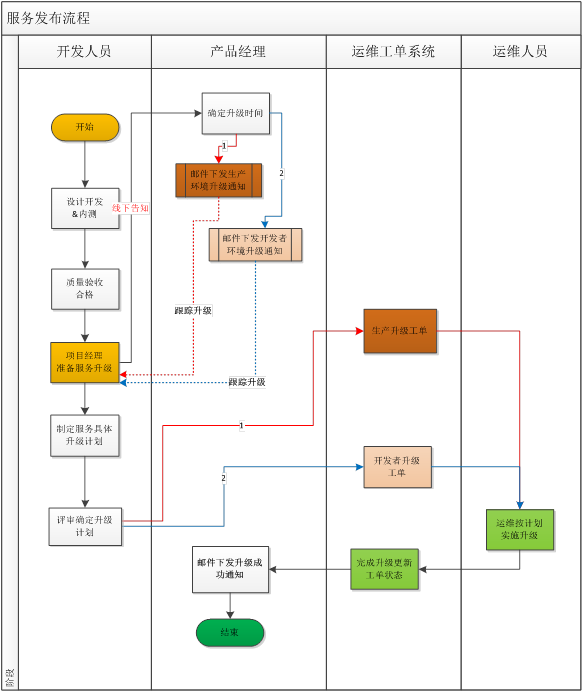 服务发布流程
开发人员
产品经理
运维工单系统
运维人员
开始
确定升级时间
1
2
邮件下发生产
环境升级通知
设计开发
&内测
线下告知
邮件下发开发者
环境升级通知
质量验收
合格
跟踪升级
生产升级工单
项目经理
准备服务升级
跟踪升级
制定服务具体
升级计划
1
开发者升级
工单
2
评审确定升级
计划
运维按计划
实施升级
邮件下发升级成
功通知
完成升级更新
工单状态
结束
阶段